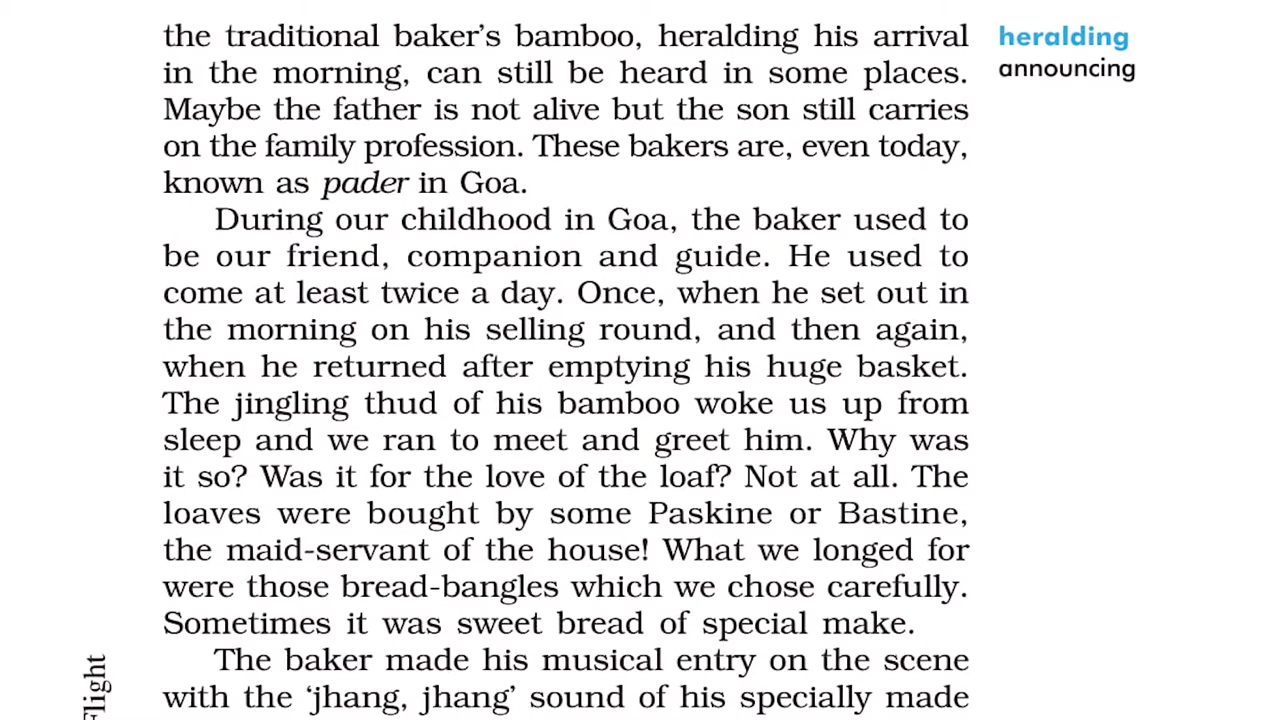 the traditional baker's bamboo, heralding his arrival
in the morning, can still be heard in some places.
Maybe the father is not alive but the son still carries
on the family profession. These bakers are, even today,
known as pader in Goa.
During our childhood in Goa, the baker used to
be our friend, companion and guide. He used to
come at least twice a day. Once, when he set out in
the morning on his selling round, and then again,
when he returned after emptying his huge basket.
The jingling thud of his bamboo woke us up from
sleep and we ran to meet and greet him. Why was
it so? Was it for the love of the loaf? Not at all. The
loaves were bought by some Paskine or Bastine,
the maid-servant of the house! What we longed for
were those bread-bangles which we chose carefully.
Sometimes it was sweet bread of special make.
The baker made his musical entry on the scene
with the ‘jhang, jhang’ sound of his specially made
heralding
announcing
Flight